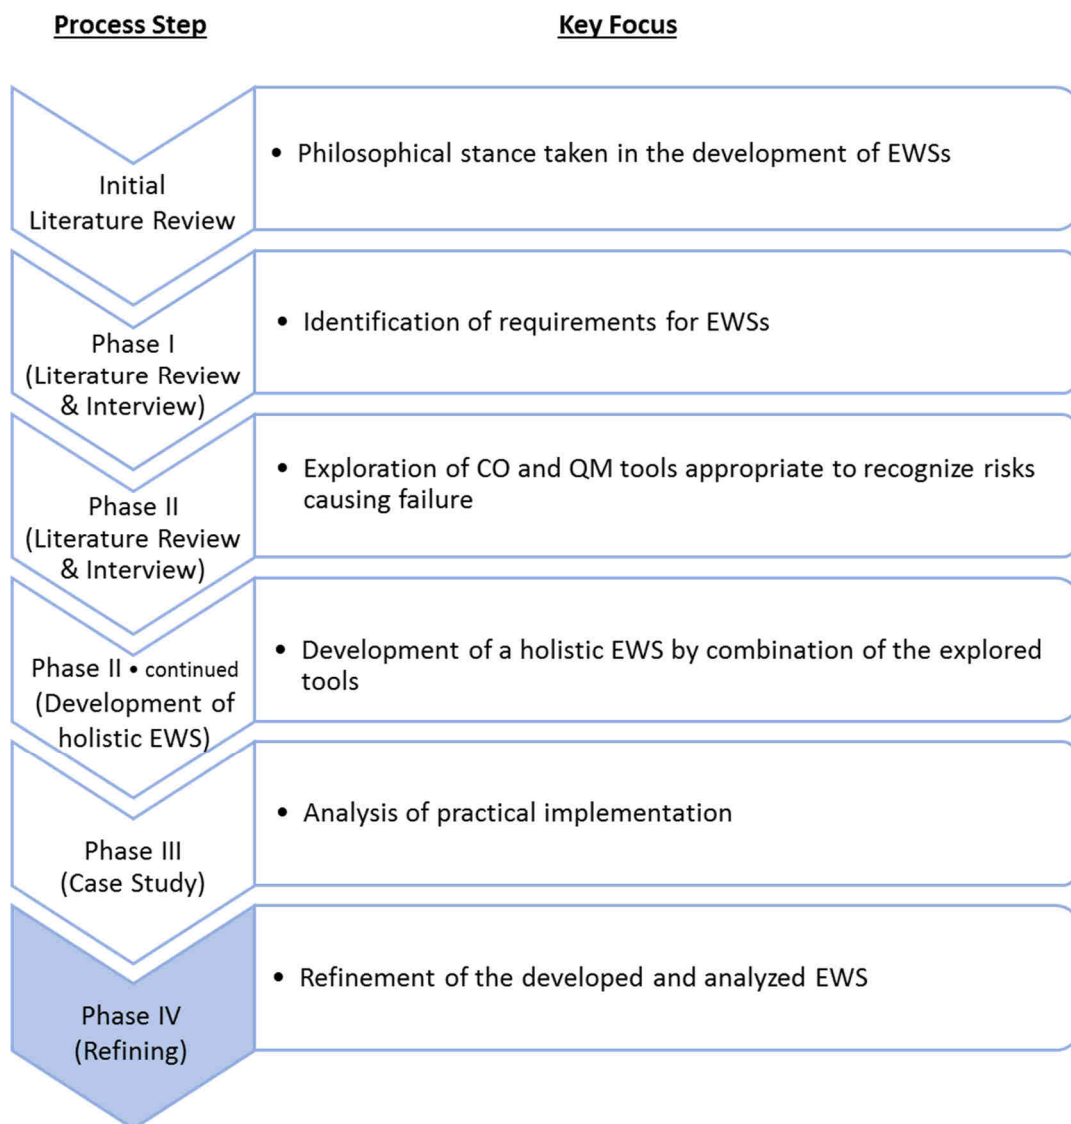 Process Step
Key Focus
Initial
Literature Review
• Philosophical stance taken in the development of EWSs
Phase I
(Literature Review
& Interview)
• Identification of requirements for EWSs
Phase II
(Literature Review
& Interview)
• Exploration of CO and QM tools appropriate to recognize risks
causing failure
Phase II • continued
(Development of
holistic EWS)
• Development of a holistic EWS by combination of the explored
tools
Phase III
(Case Study)
• Analysis of practical implementation
Phase IV
(Refining)
• Refinement of the developed and analyzed EWS